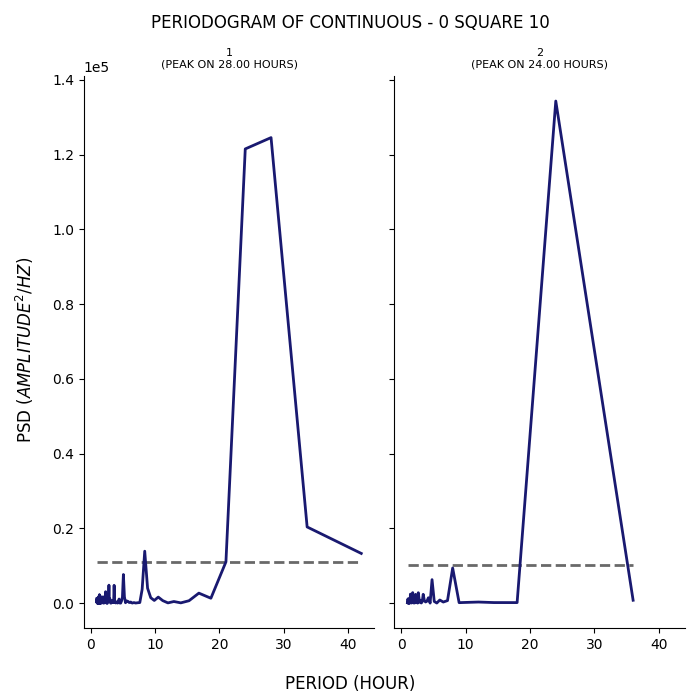 PERIODOGRAM OF CONTINUOUS - 0 SQUARE 10
1
(PEAK ON 28.00 HOURS)
2
(PEAK ON 24.00 HOURS)
1e5
1.4
1.2
1.0
0.8
0.6
0.4
0.2
0.0
PSD (AMPLITUDE²/HZ)
0 10 20 30 40
0 10 20 30 40
PERIOD (HOUR)